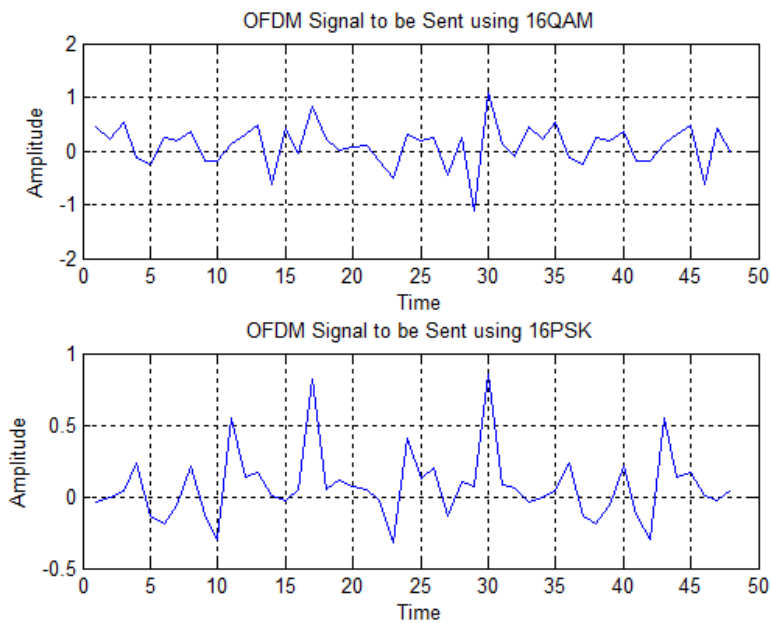 OFDM Signal to be Sent using 16QAM
2
1
0
-1
-2
Amplitude
0 5 10 15 20 25 30 35 40 45 50
Time
OFDM Signal to be Sent using 16PSK
1
0.5
0
-0.5
Amplitude
0 5 10 15 20 25 30 35 40 45 50
Time